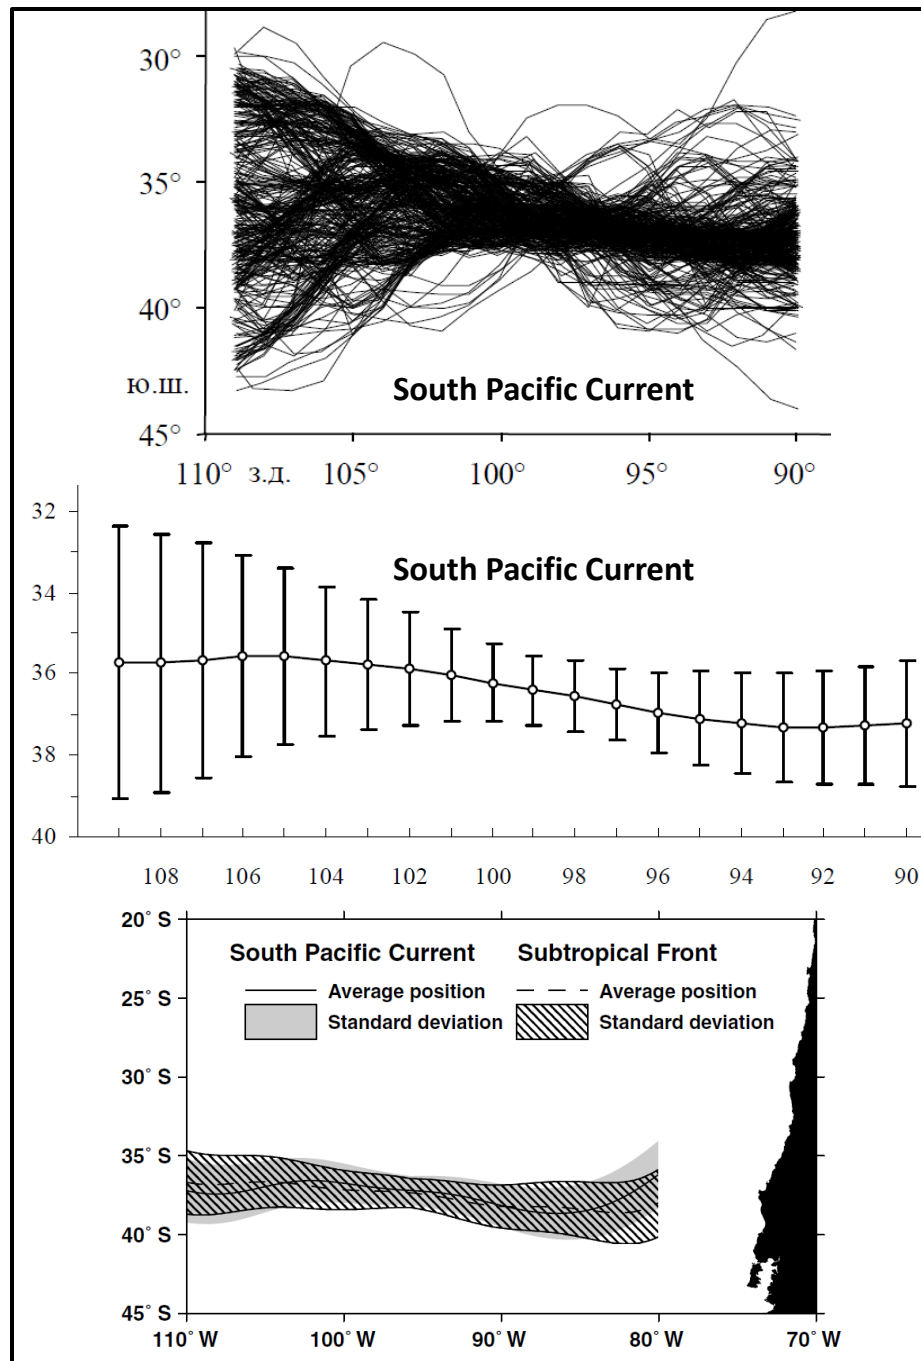 30°
35°
40°
ю.ш.
South Pacific Current
45°
110° з.д. 105° 100° 95° 90°
32
South Pacific Current
34
36
38
40
108 106 104 102 100 98 96 94 92 90
20° S
South Pacific Current Subtropical Front
Average position Average position
25° S
Standard deviation Standard deviation
30° S
35° S
40° S
45° S
110° W 100° W 90° W 80° W 70° W